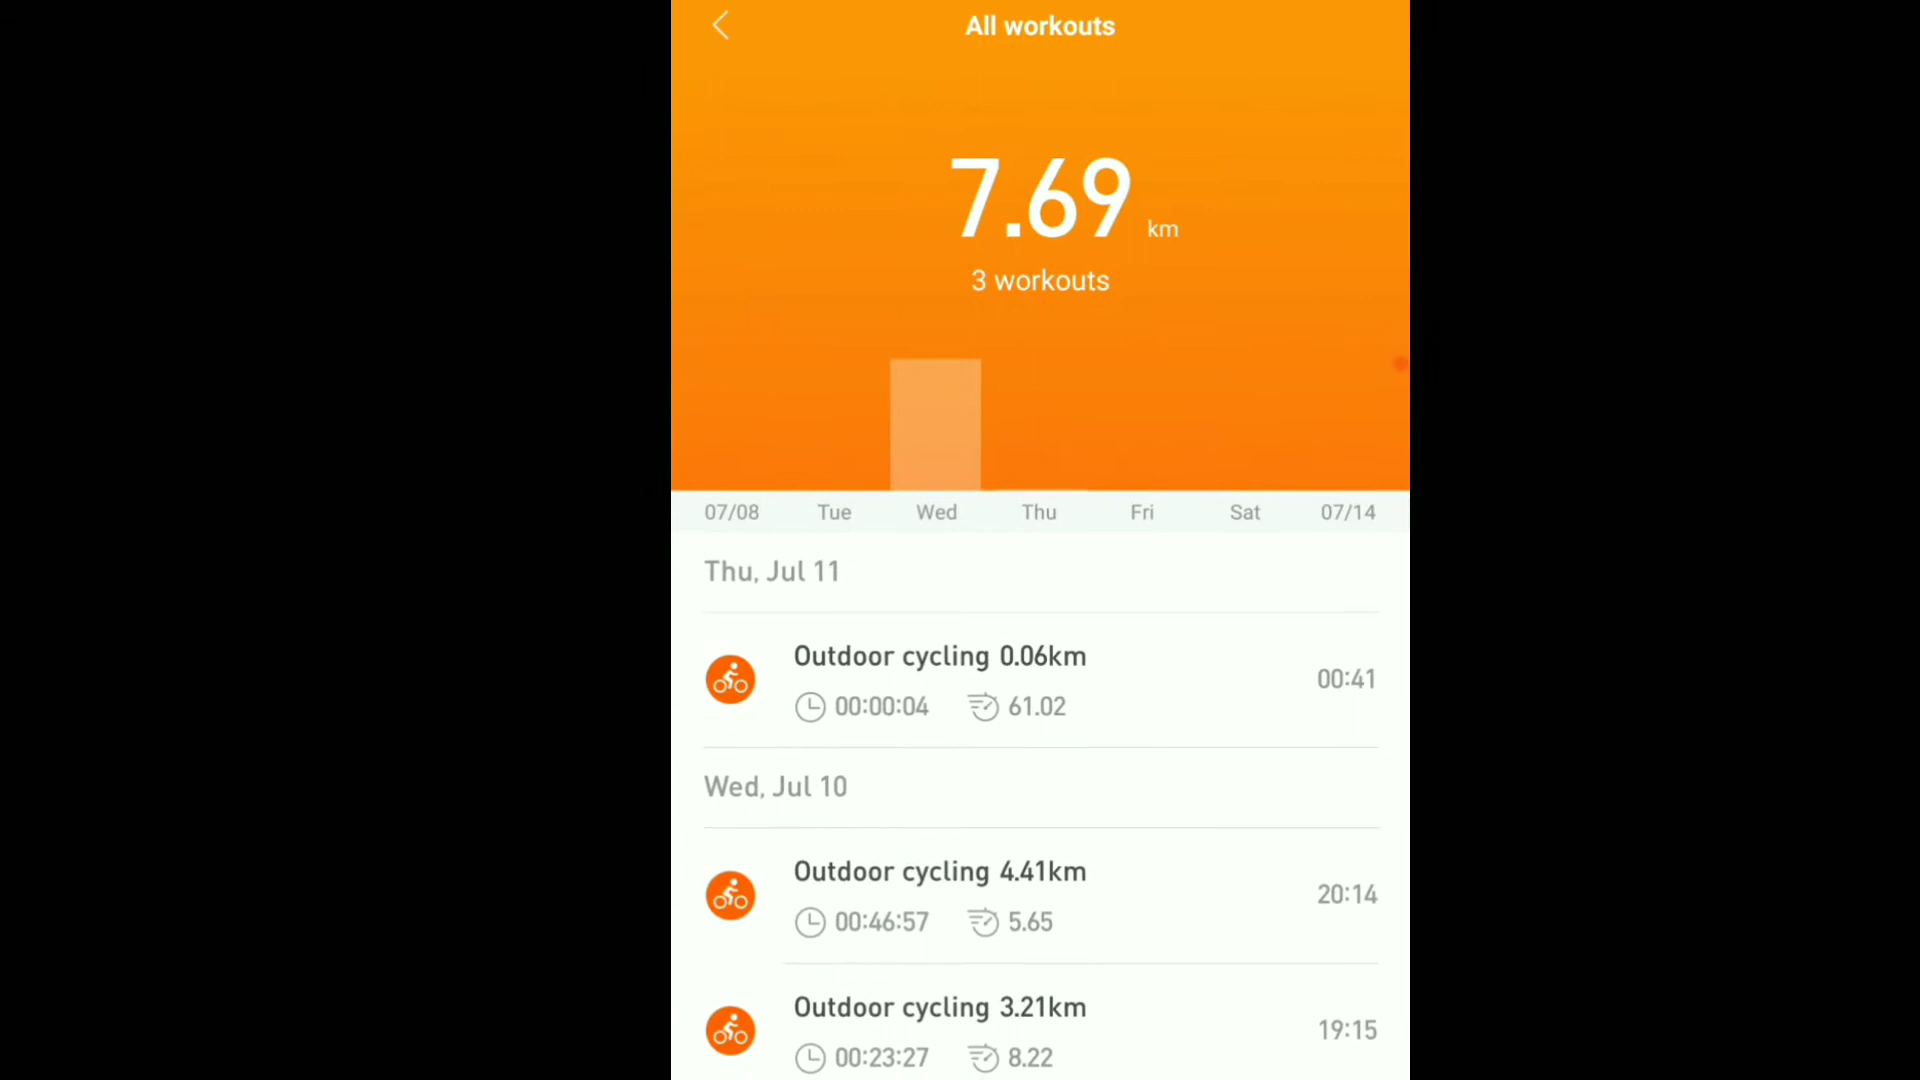 All workouts
7.69 km
3 workouts
07/08 Tue Wed Thu Fri Sat 07/14
Thu, Jul 11
Outdoor cycling 0.06km
00:41
00:00:04 61.02
Wed, Jul 10
Outdoor cycling 4.41km
20:14
00:46:57 5.65
Outdoor cycling 3.21km
19:15
00:23:27 8.22